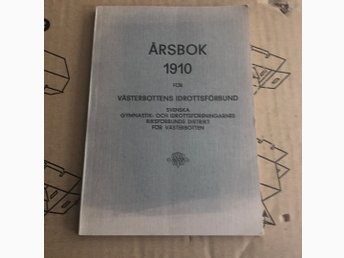 ÅRSBOK
1910
FÖR
VÄSTERBOTTENS IDROTTSFÖRBUND
SVENSKA
GYMNASTIK- OCH IDROTTSFÖRENINGARNES
RIKSFÖRBUNDS DISTRIKT
FÖR VÄSTERBOTTEN